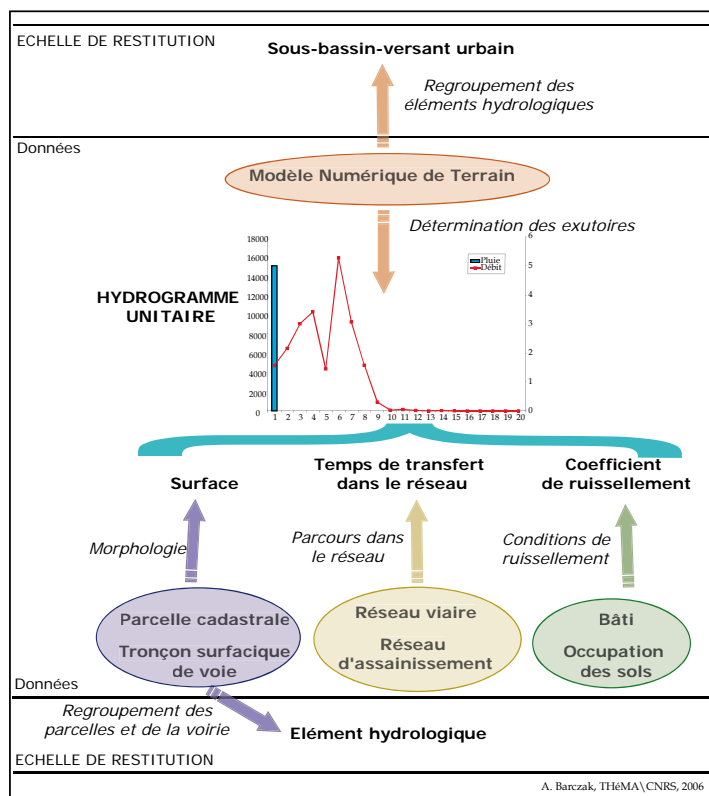 ECHELLE DE RESTITUTION
Sous-bassin-versant urbain
Regroupement des
éléments hydrologiques
Données
Modèle Numérique de Terrain
Détermination des exutoires
HYDROGRAMME
UNITAIRE
18000
16000
14000
12000
10000
8000
6000
4000
2000
0
Pluie
Débit
6
5
4
3
2
1
0
1 2 3 4 5 6 7 8 9 10 11 12 13 14 15 16 17 18 19 20
Surface
Temps de transfert
dans le réseau
Coefficient
de ruissellement
Morphologie
Parcours dans
le réseau
Conditions de
ruissellement
Parcelle cadastrale
Tronçon surfacique
de voie
Réseau viaire
Réseau
d'assainissement
Bâti
Occupation
des sols
Données
Regroupement des
parcelles et de la voirie
Elément hydrologique
ECHELLE DE RESTITUTION
A. Barczak, THéMA\CNRS, 2006